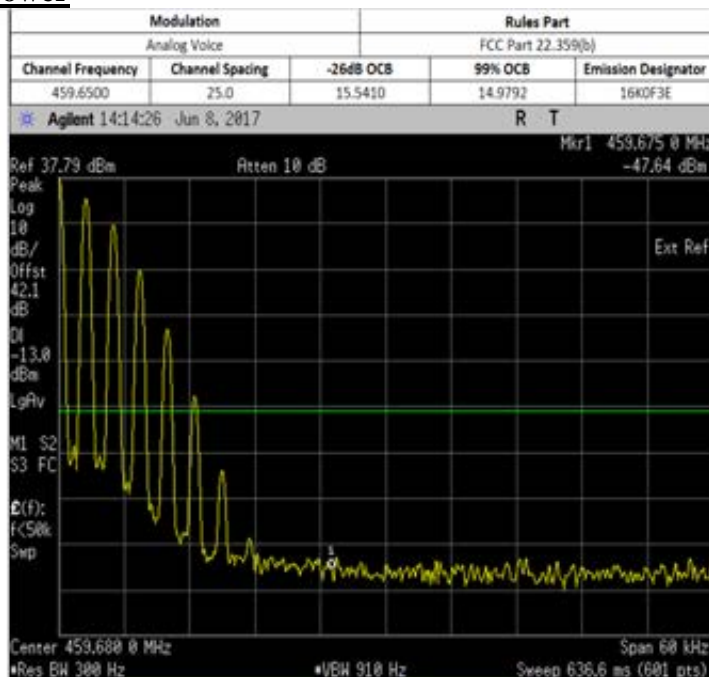 Modulation Rules Part
Analog Voice FCC Part 22.359(b)
Channel Frequency Channel Spacing -26dB OCB 99% OCB Emission Designator
459.6500 25.0 15.5410 14.9792 16K0F3E
Agilent 14:14:26 Jun 8, 2017 R T
Mkr1 459.675 0 MHz
Ref 37.79 dBm Atten 10 dB -47.64 dBm
Peak
Log
10
dB/ Ext Ref
Offst
42.1
dB
DI
-13.0
dBm
LgAv
M1 S2
S3 FC
£(f):
f<50k
Swp
1
Center 459.680 0 MHz Span 60 kHz
•Res BW 300 Hz •VBW 910 Hz Sweep 636.6 ms (601 pts)